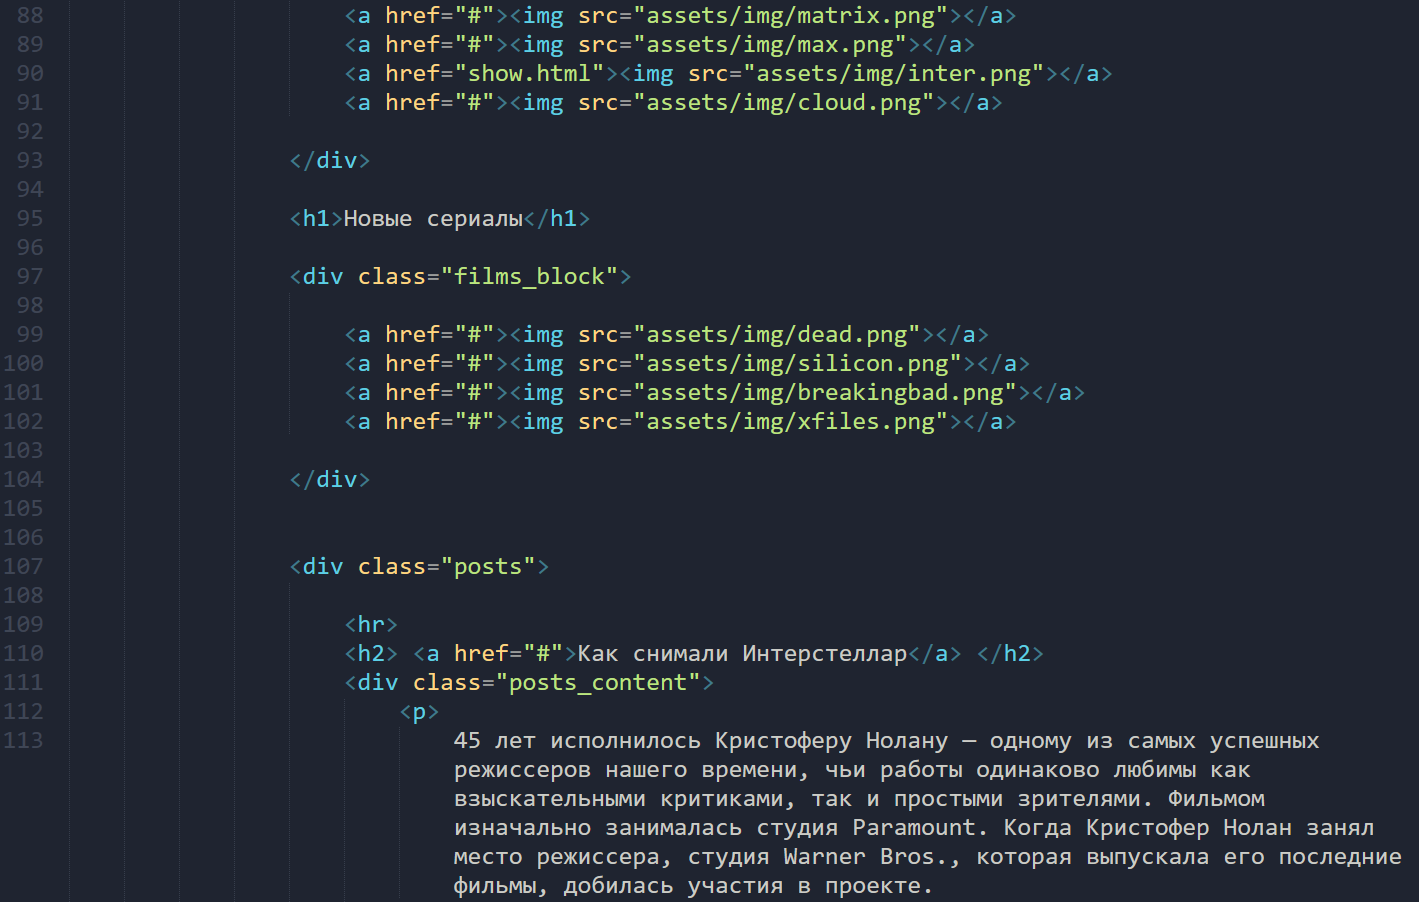 88 <a href="#"><img src="assets/img/matrix.png"></a>
89 <a href="#"><img src="assets/img/max.png"></a>
90 <a href="show.html"><img src="assets/img/inter.png"></a>
91 <a href="#"><img src="assets/img/cloud.png"></a>
92
93 </div>
94
95 <h1>Новые сериалы</h1>
96
97 <div class="films_block">
98
99 <a href="#"><img src="assets/img/dead.png"></a>
100 <a href="#"><img src="assets/img/silicon.png"></a>
101 <a href="#"><img src="assets/img/breakingbad.png"></a>
102 <a href="#"><img src="assets/img/xfiles.png"></a>
103
104 </div>
105
106
107 <div class="posts">
108
109 <hr>
110 <h2> <a href="#">Как снимали Интерстеллар</a> </h2>
111 <div class="posts_content">
112 <p>
113 45 лет исполнилось Кристоферу Нолану — одному из самых успешных
режиссеров нашего времени, чьи работы одинаково любимы как
взыскательными критиками, так и простыми зрителями. Фильмом
изначально занималась студия Paramount. Когда Кристофер Нолан занял
место режиссера, студия Warner Bros., которая выпускала его последние
фильмы, добилась участия в проекте.